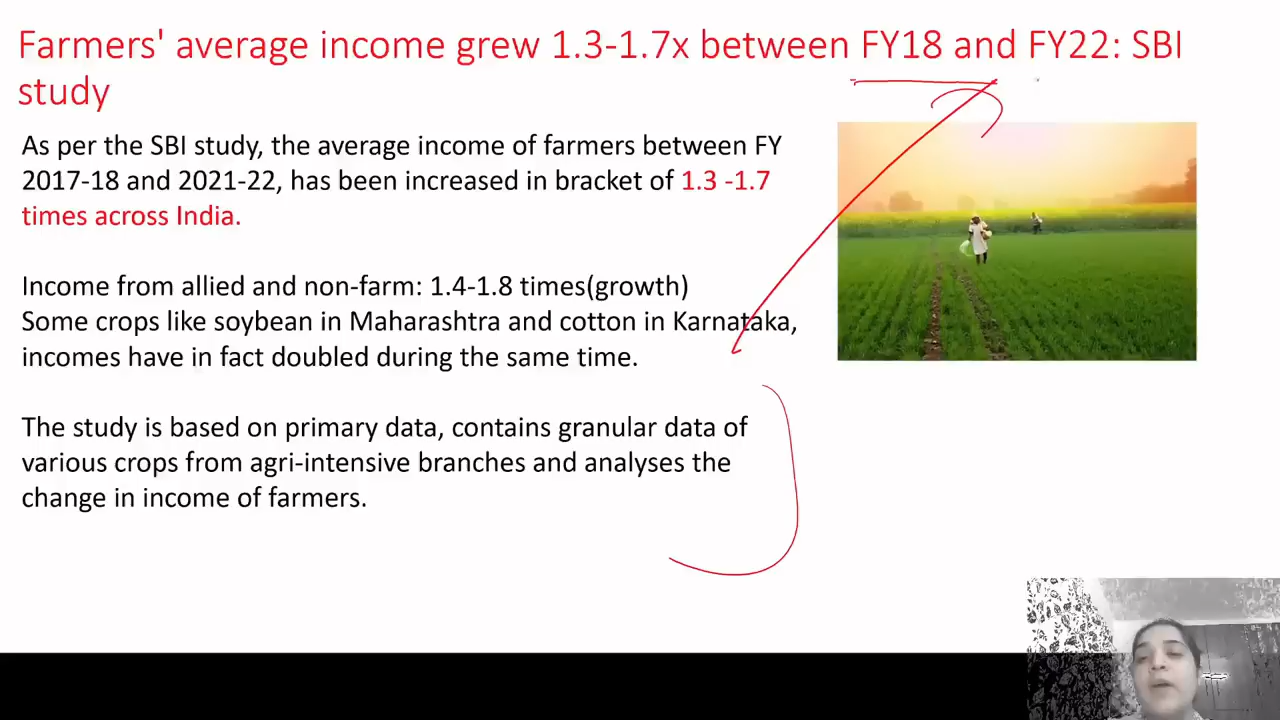 Farmers' average income grew 1.3-1.7x between FY18 and FY22: SBI
study
As per the SBI study, the average income of farmers between FY
2017-18 and 2021-22, has been increased in bracket of 1.3 -1.7
times across India.
Income from allied and non-farm: 1.4-1.8 times(growth)
Some crops like soybean in Maharashtra and cotton in Karnataka,
incomes have in fact doubled during the same time.
The study is based on primary data, contains granular data of
various crops from agri-intensive branches and analyses the
change in income of farmers.